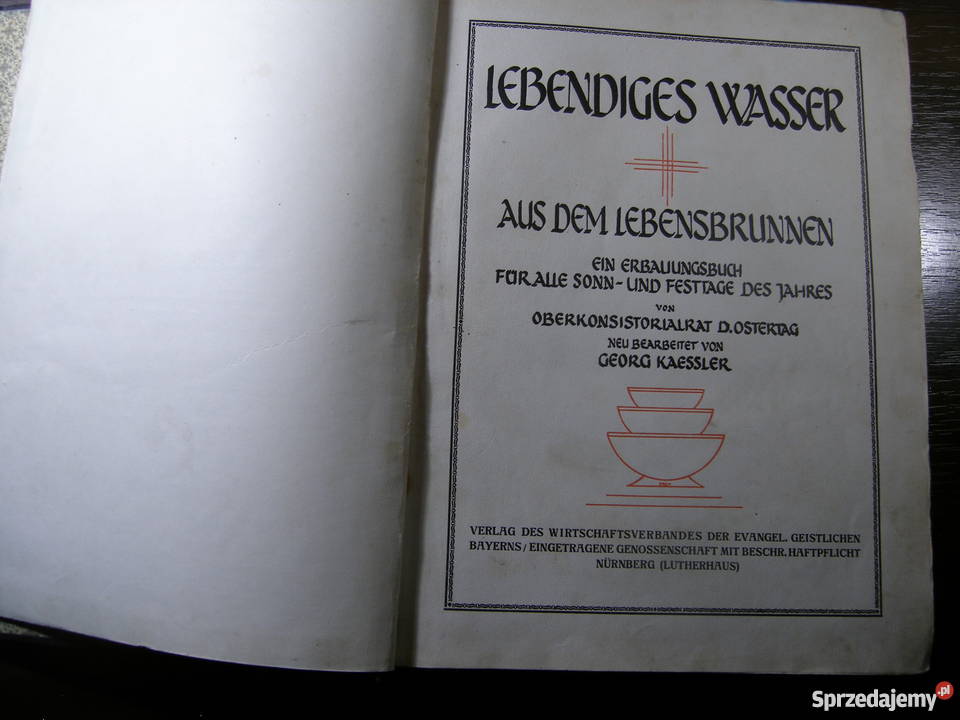 LEBENDIGES WASSER
AUS DEM LEBENSBRUNNEN
EIN ERBAUUNGSBUCH
FÜR ALLE SONN- UND FESTTAGE DES JAHRES
VON
OBERKONSISTORIALRAT D. OSTERTAG
NEU BEARBEITET VON
GEORG KAESSLER
VERLAG DES WIRTSCHAFTSVERBANDES DER EVANGEL. GEISTLICHEN
BAYERNS / EINGETRAGENE GENOSSENSCHAFT MIT BESCHR. HAFTPFLICHT
NÜRNBERG (LUTHERHAUS)
Sprzedajemy.pl